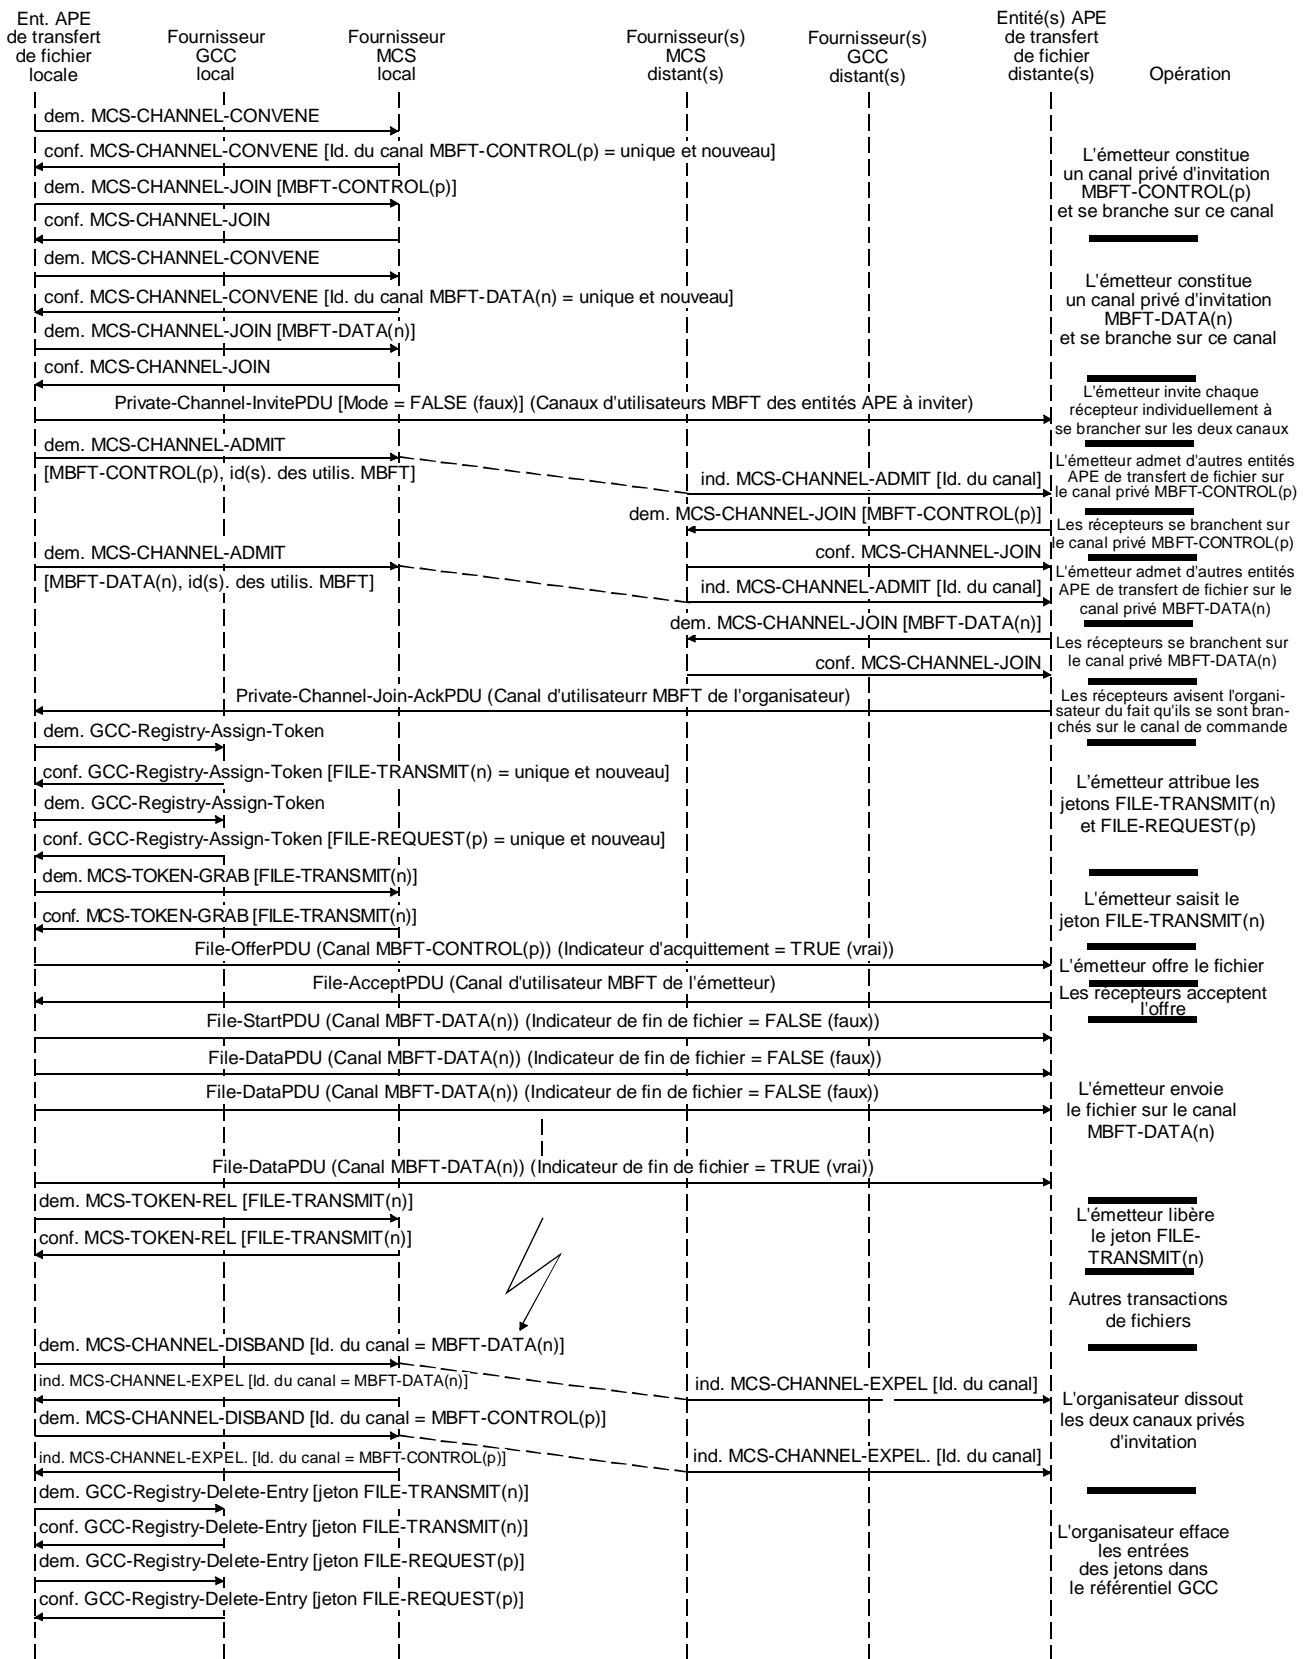 Ent. APE
de transfert
de fichier
locale
Fournisseur
GCC
local
Fournisseur
MCS
local
Fournisseur(s)
MCS
distant(s)
Fournisseur(s)
GCC
distant(s)
Entité(s) APE
de transfert
de fichier
distante(s)
Opération
dem. MCS-CHANNEL-CONVENE
conf. MCS-CHANNEL-CONVENE [Id. du canal MBFT-CONTROL(p) = unique et nouveau]
dem. MCS-CHANNEL-JOIN [MBFT-CONTROL(p)]
conf. MCS-CHANNEL-JOIN
L'émetteur constitue
un canal privé d'invitation
MBFT-CONTROL(p)
et se branche sur ce canal
dem. MCS-CHANNEL-CONVENE
conf. MCS-CHANNEL-CONVENE [Id. du canal MBFT-DATA(n) = unique et nouveau]
dem. MCS-CHANNEL-JOIN [MBFT-DATA(n)]
conf. MCS-CHANNEL-JOIN
L'émetteur constitue
un canal privé d'invitation
MBFT-DATA(n)
et se branche sur ce canal
Private-Channel-InvitePDU [Mode = FALSE (faux)] (Canaux d'utilisateurs MBFT des entités APE à inviter)
L'émetteur invite chaque
récepteur individuellement à
se brancher sur les deux canaux
dem. MCS-CHANNEL-ADMIT
[MBFT-CONTROL(p), id(s). des utilis. MBFT]
ind. MCS-CHANNEL-ADMIT [Id. du canal]
L'émetteur admet d'autres entités
APE de transfert de fichier sur
le canal privé MBFT-CONTROL(p)
dem. MCS-CHANNEL-JOIN [MBFT-CONTROL(p)]
Les récepteurs se branchent sur
le canal privé MBFT-CONTROL(p)
dem. MCS-CHANNEL-ADMIT
conf. MCS-CHANNEL-JOIN
[MBFT-DATA(n), id(s). des utilis. MBFT]
ind. MCS-CHANNEL-ADMIT [Id. du canal]
L'émetteur admet d'autres entités
APE de transfert de fichier sur le
canal privé MBFT-DATA(n)
dem. MCS-CHANNEL-JOIN [MBFT-DATA(n)]
conf. MCS-CHANNEL-JOIN
Les récepteurs se branchent sur
le canal privé MBFT-DATA(n)
Private-Channel-Join-AckPDU (Canal d'utilisateurr MBFT de l'organisateur)
Les récepteurs avisent l'organi-
sateur du fait qu'ils se sont bran-
chés sur le canal de commande
dem. GCC-Registry-Assign-Token
conf. GCC-Registry-Assign-Token [FILE-TRANSMIT(n) = unique et nouveau]
dem. GCC-Registry-Assign-Token
conf. GCC-Registry-Assign-Token [FILE-REQUEST(p) = unique et nouveau]
L'émetteur attribue les
jetons FILE-TRANSMIT(n)
et FILE-REQUEST(p)
dem. MCS-TOKEN-GRAB [FILE-TRANSMIT(n)]
conf. MCS-TOKEN-GRAB [FILE-TRANSMIT(n)]
L'émetteur saisit le
jeton FILE-TRANSMIT(n)
File-OfferPDU (Canal MBFT-CONTROL(p)) (Indicateur d'acquittement = TRUE (vrai))
L'émetteur offre le fichier
File-AcceptPDU (Canal d'utilisateur MBFT de l'émetteur)
Les récepteurs acceptent
l'offre
File-StartPDU (Canal MBFT-DATA(n)) (Indicateur de fin de fichier = FALSE (faux))
File-DataPDU (Canal MBFT-DATA(n)) (Indicateur de fin de fichier = FALSE (faux))
File-DataPDU (Canal MBFT-DATA(n)) (Indicateur de fin de fichier = FALSE (faux))
File-DataPDU (Canal MBFT-DATA(n)) (Indicateur de fin de fichier = TRUE (vrai))
L'émetteur envoie
le fichier sur le canal
MBFT-DATA(n)
dem. MCS-TOKEN-REL [FILE-TRANSMIT(n)]
conf. MCS-TOKEN-REL [FILE-TRANSMIT(n)]
L'émetteur libère
le jeton FILE-
TRANSMIT(n)
Autres transactions
de fichiers
dem. MCS-CHANNEL-DISBAND [Id. du canal = MBFT-DATA(n)]
ind. MCS-CHANNEL-EXPEL [Id. du canal = MBFT-DATA(n)]
ind. MCS-CHANNEL-EXPEL [Id. du canal]
dem. MCS-CHANNEL-DISBAND [Id. du canal = MBFT-CONTROL(p)]
ind. MCS-CHANNEL-EXPEL. [Id. du canal = MBFT-CONTROL(p)]
ind. MCS-CHANNEL-EXPEL. [Id. du canal]
L'organisateur dissout
les deux canaux privés
d'invitation
dem. GCC-Registry-Delete-Entry [jeton FILE-TRANSMIT(n)]
conf. GCC-Registry-Delete-Entry [jeton FILE-TRANSMIT(n)]
dem. GCC-Registry-Delete-Entry [jeton FILE-REQUEST(p)]
conf. GCC-Registry-Delete-Entry [jeton FILE-REQUEST(p)]
L'organisateur efface
les entrées
des jetons dans
le référentiel GCC